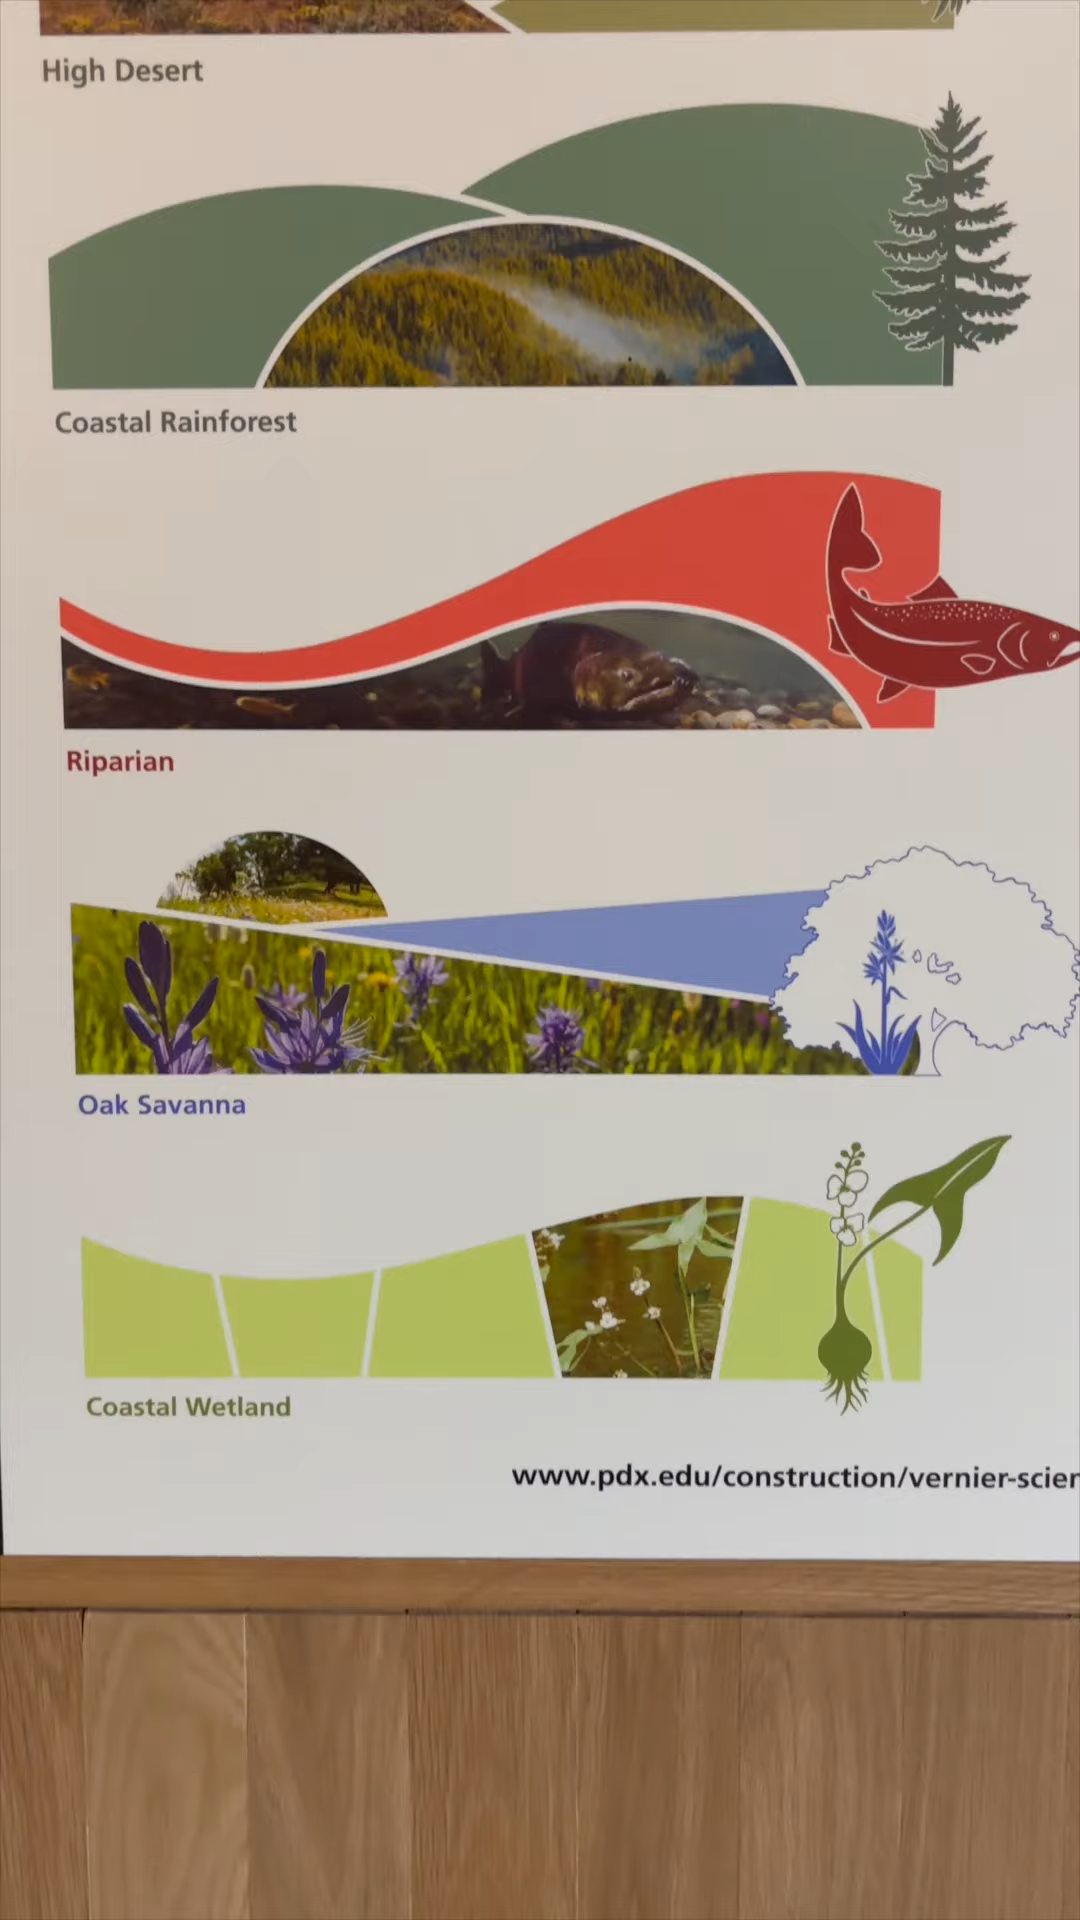 High Desert
Coastal Rainforest
Riparian
Oak Savanna
Coastal Wetland
www.pdx.edu/construction/vernier-scien